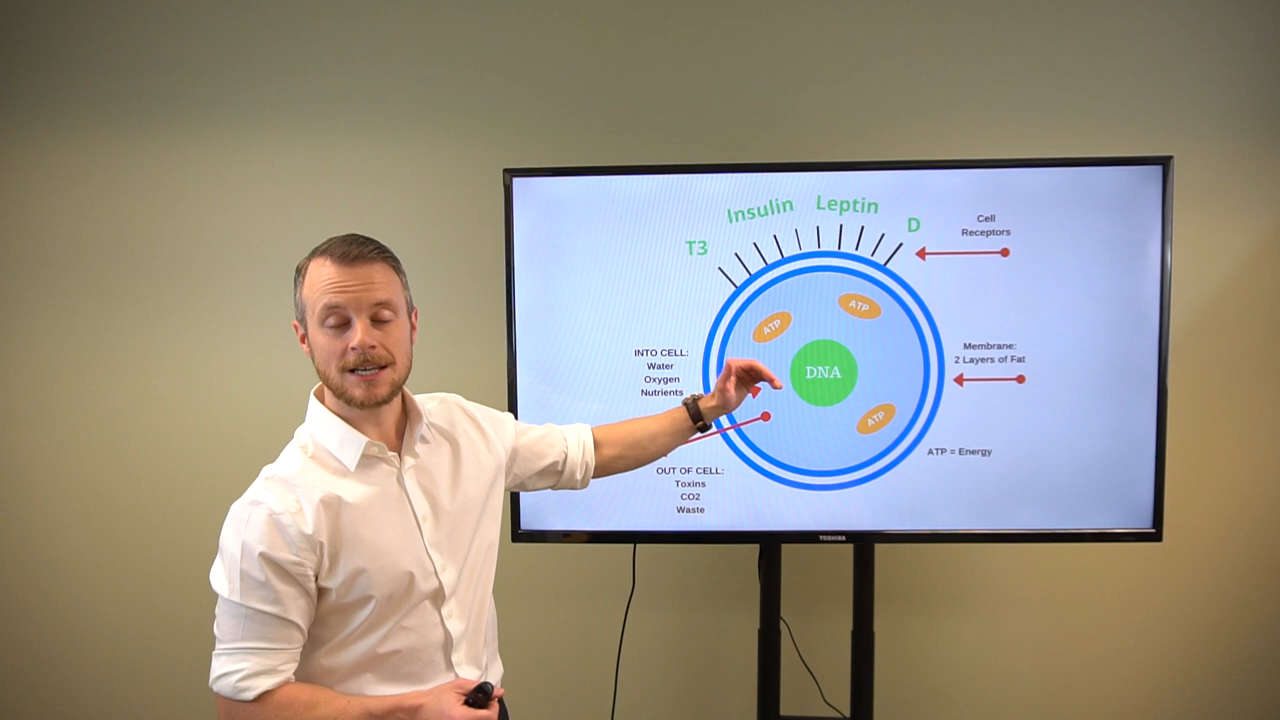 Insulin Leptin
T3
D
Cell
Receptors
ATP
ATP
DNA
ATP
INTO CELL:
Water
Oxygen
Nutrients
Membrane:
2 Layers of Fat
ATP = Energy
OUT OF CELL:
Toxins
CO2
Waste
TOSHIBA